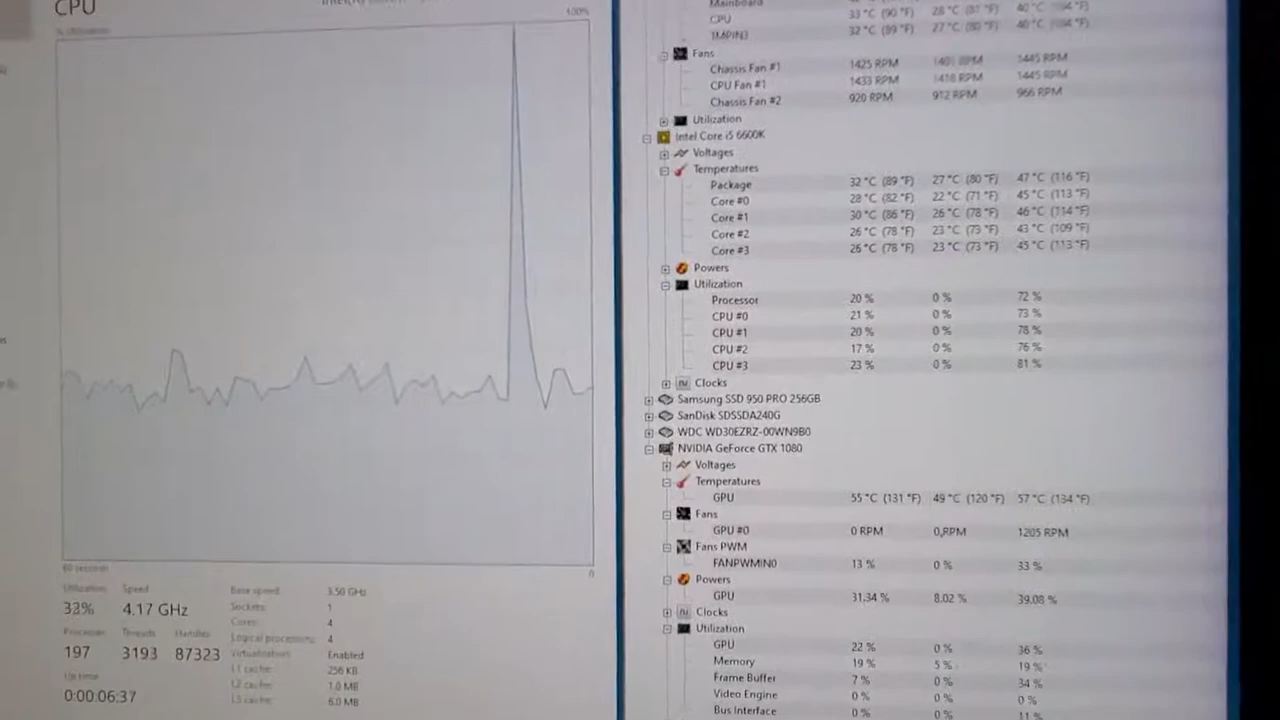 CPU
% Utilization
100%
60 seconds
0
Utilization
Speed
33%
4.17 GHz
Processes
Threads
Handles
197
3193
87323
Up time
0:00:06:37
Base speed:
3.50 GHz
Sockets:
1
Cores:
4
Logical processors:
4
Virtualization:
Enabled
L1 cache:
256 KB
L2 cache:
1.0 MB
L3 cache:
6.0 MB
Mainboard
CPU 33 °C (90 °F) 28 °C
TMPIN3 32 °C (89 °F) 27 °C (80 °F) 40 °C
Fans
Chassis Fan #1 1425 RPM 1445 RPM
CPU Fan #1 1433 RPM 1418 RPM 1445 RPM
Chassis Fan #2 920 RPM 912 RPM 966 RPM
Utilization
Intel Core i5 6600K
Voltages
Temperatures
Package 32 °C (89 °F) 27 °C (80 °F) 47 °C (116 °F)
Core #0 28 °C (82 °F) 22 °C (71 °F) 45 °C (113 °F)
Core #1 30 °C (86 °F) 26 °C (78 °F) 46 °C (114 °F)
Core #2 26 °C (78 °F) 23 °C (73 °F) 43 °C (109 °F)
Core #3 26 °C (78 °F) 23 °C (73 °F) 45 °C (113 °F)
Powers
Utilization
Processor 20 % 0 % 72 %
CPU #0 21 % 0 % 73 %
CPU #1 20 % 0 % 78 %
CPU #2 17 % 0 % 76 %
CPU #3 23 % 0 % 81 %
Clocks
Samsung SSD 950 PRO 256GB
SanDisk SDSSDA240G
WDC WD30EZRZ-00WN9B0
NVIDIA GeForce GTX 1080
Voltages
Temperatures
GPU 55 °C (131 °F) 49 °C (120 °F) 57 °C (134 °F)
Fans
GPU #0 0 RPM 0 RPM 1205 RPM
Fans PWM
FANPWMIN0 13 % 0 % 33 %
Powers
GPU 31.34 % 8.02 % 39.08 %
Clocks
Utilization
GPU 22 % 0 % 36 %
Memory 19 % 5 % 19 %
Frame Buffer 7 % 0 % 34 %
Video Engine 0 % 0 % 0 %
Bus Interface 0 % 0 % 11 %